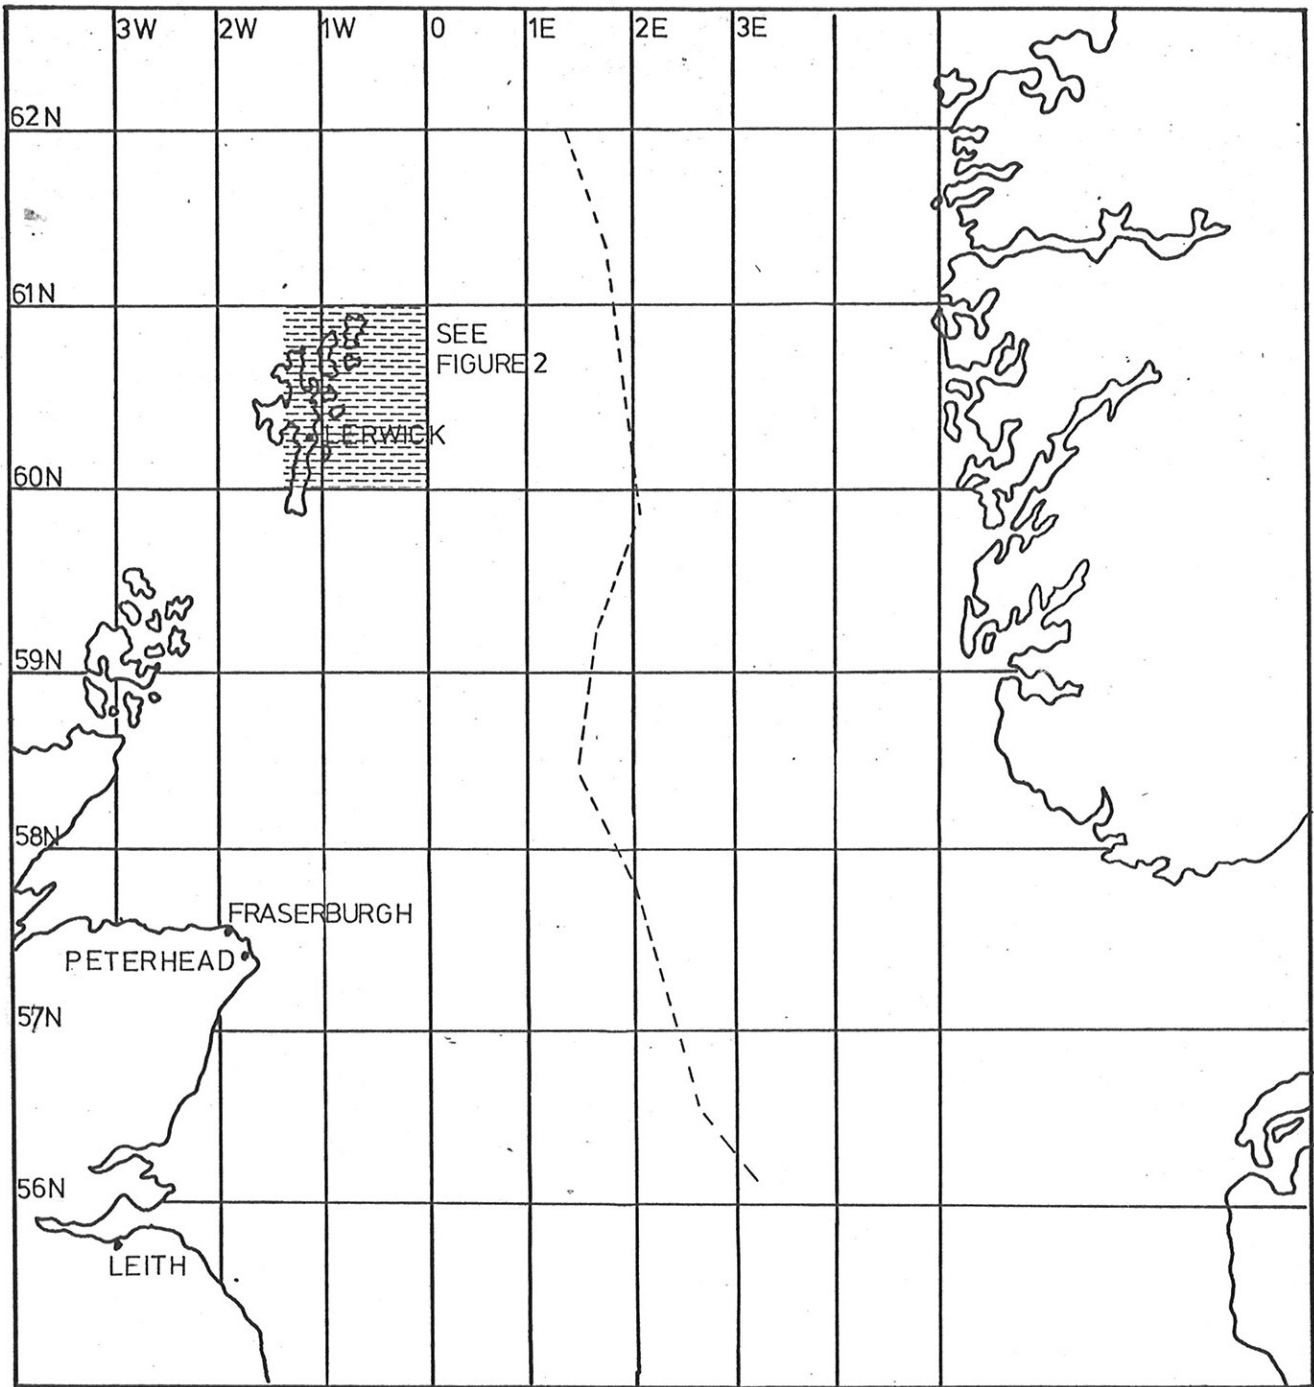 3W 2W 1W 0 1E 2E 3E
62N
61N
SEE
FIGURE 2
LERWICK
60N
59N
58N
FRASERBURGH
PETERHEAD
57N
56N
LEITH